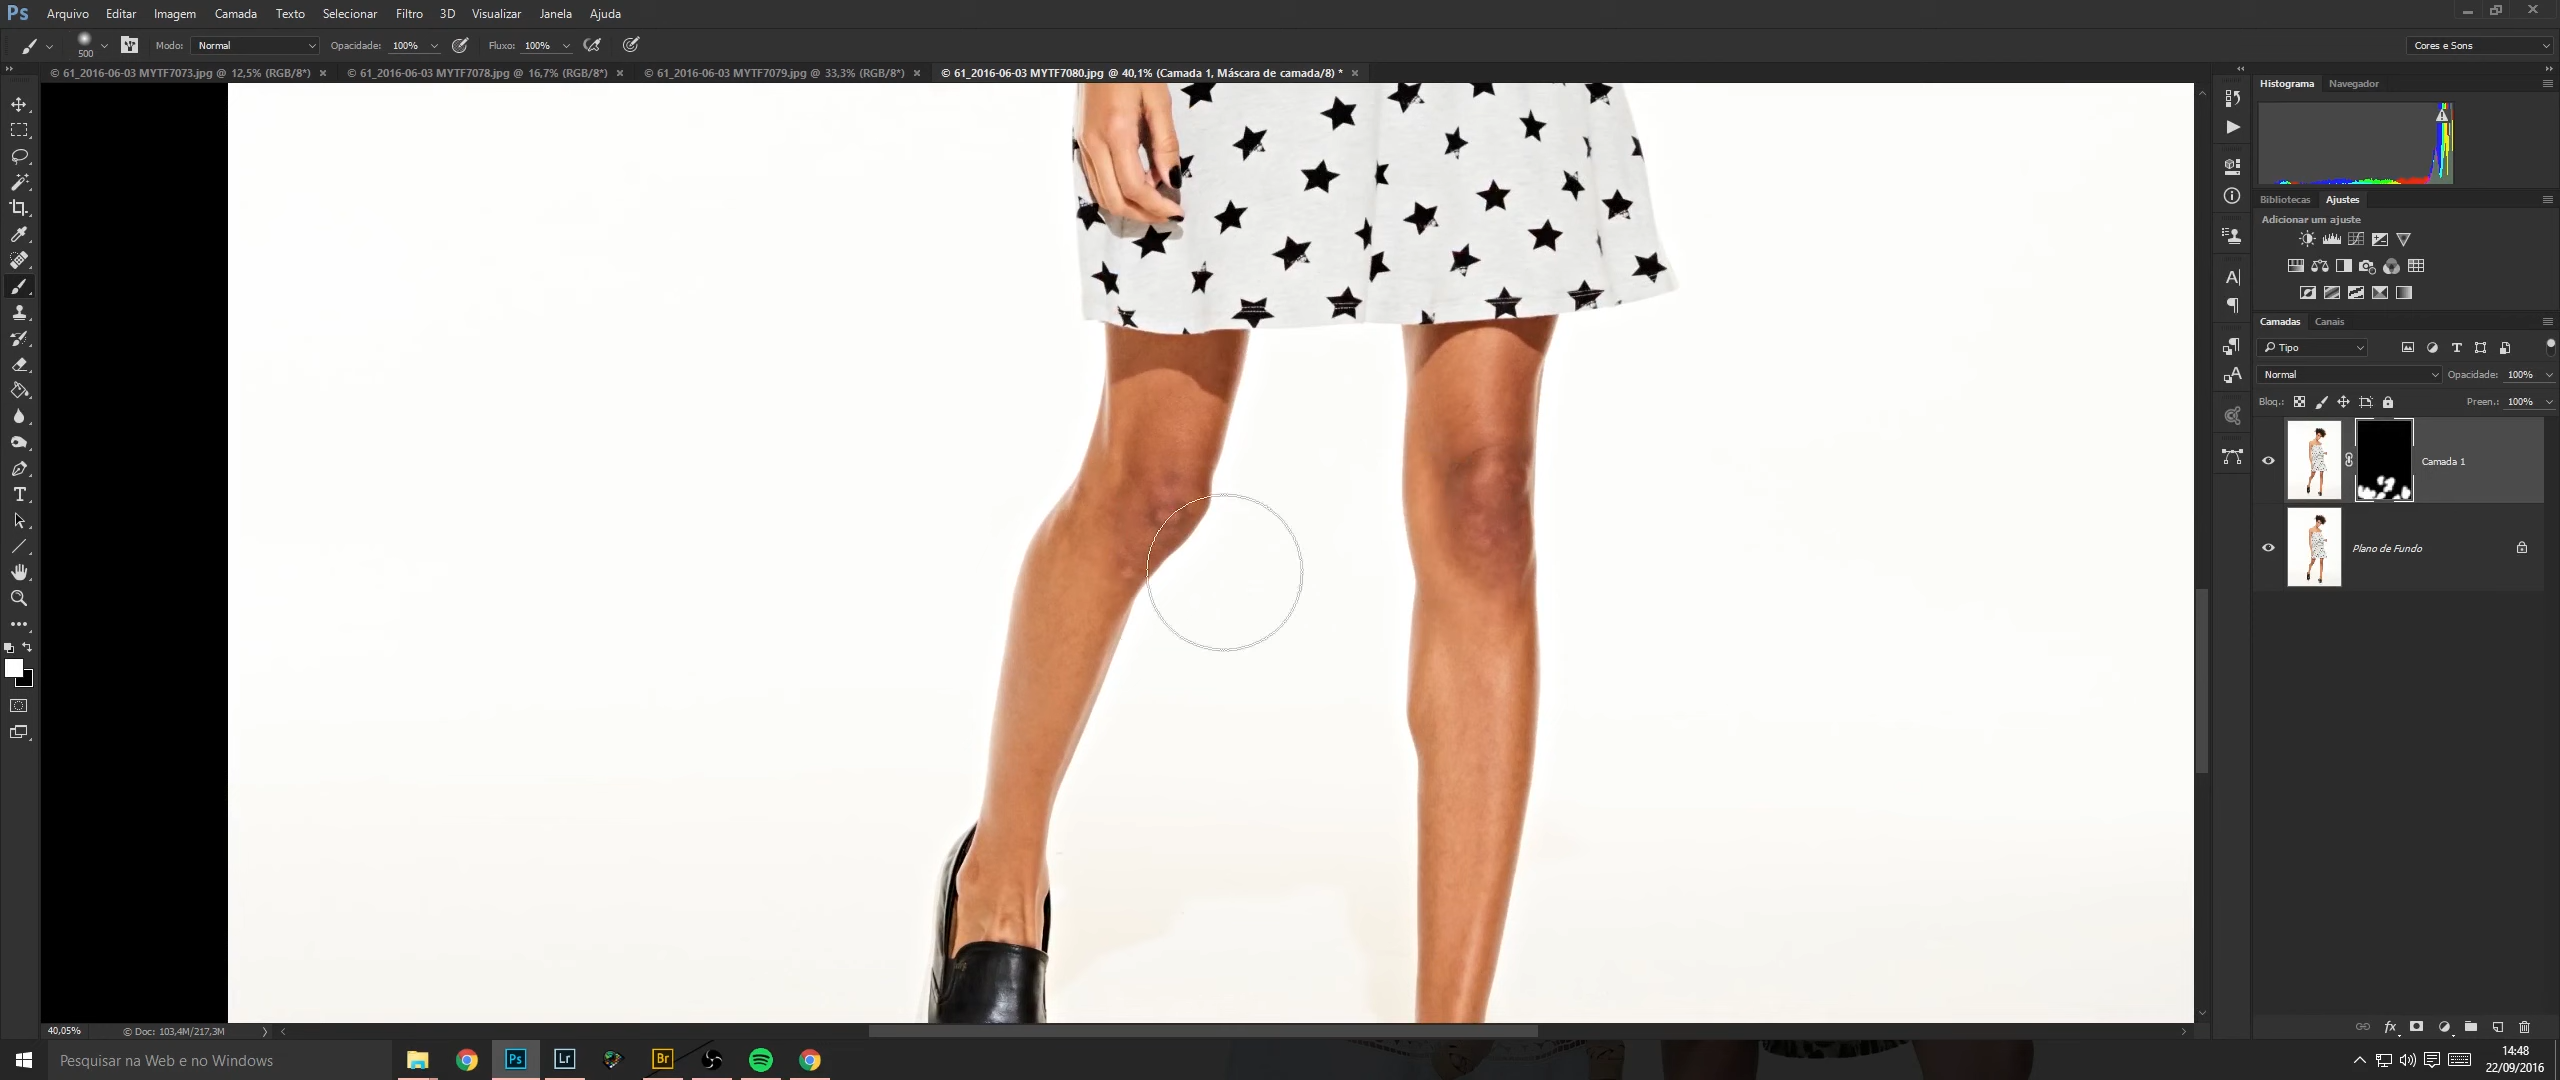 Ps Arquivo Editar Imagem Camada Texto Selecionar Filtro 3D Visualizar Janela Ajuda
500 Modo: Normal Opacidade: 100% Fluxo: 100% Cores e Sons
© 61_2016-06-03 MYTF7073.jpg @ 12,5% (RGB/8*) × © 61_2016-06-03 MYTF7078.jpg @ 16,7% (RGB/8*) × © 61_2016-06-03 MYTF7079.jpg @ 33,3% (RGB/8*) × © 61_2016-06-03 MYTF7080.jpg @ 40,1% (Camada 1, Máscara de camada/8) * ×
Histograma Navegador
Bibliotecas Ajustes
Adicionar um ajuste
Camadas Canais
Tipo
Normal Opacidade: 100%
Bloq.: Preen.: 100%
Camada 1
Plano de Fundo
40,05% © Doc: 103,4M/217,3M
Pesquisar na Web e no Windows
Ps Lr Br
14:48
22/09/2016